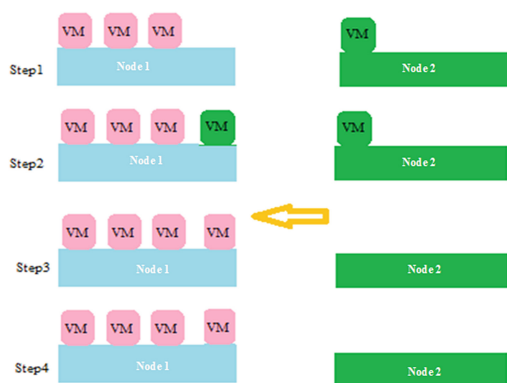 VM VM VM VM
Step1 Node 1 Node 2
VM VM VM VM VM
Step2 Node 1 Node 2
VM VM VM VM
Step3 Node 1 Node 2
VM VM VM VM
Step4 Node 1 Node 2